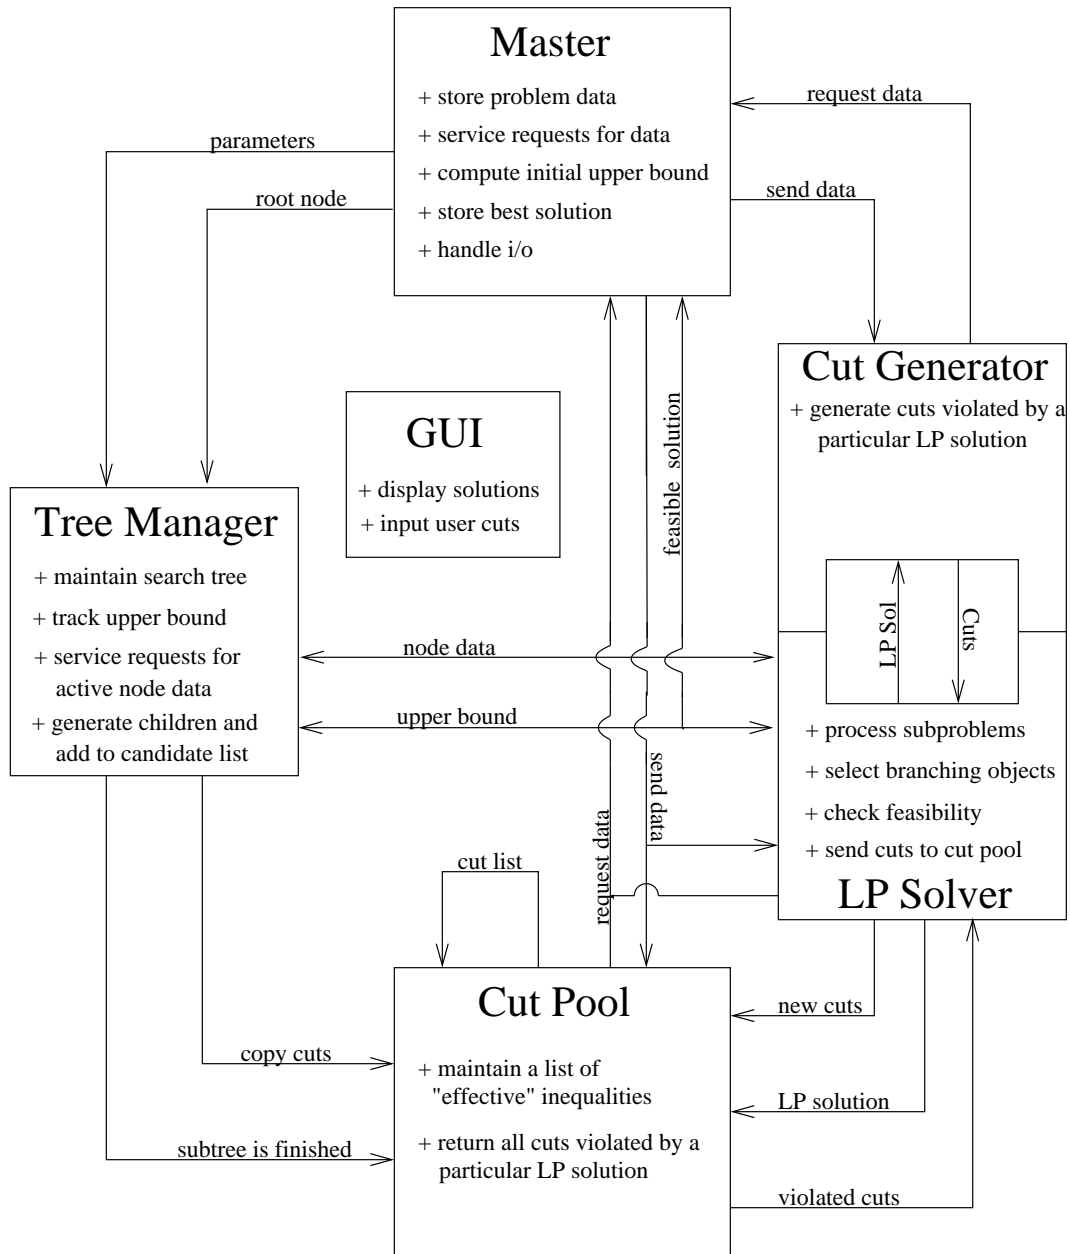 Master
+ store problem data
+ service requests for data
+ compute initial upper bound
+ store best solution
+ handle i/o
request data
send data
parameters
root node
Cut Generator
+ generate cuts violated by a
particular LP solution
GUI
+ display solutions
+ input user cuts
feasible solution
Tree Manager
+ maintain search tree
+ track upper bound
+ service requests for
active node data
+ generate children and
add to candidate list
node data
upper bound
LP Sol
Cuts
+ process subproblems
+ select branching objects
+ check feasibility
+ send cuts to cut pool
LP Solver
send data
request data
cut list
Cut Pool
+ maintain a list of
"effective" inequalities
+ return all cuts violated by a
particular LP solution
copy cuts
subtree is finished
new cuts
LP solution
violated cuts